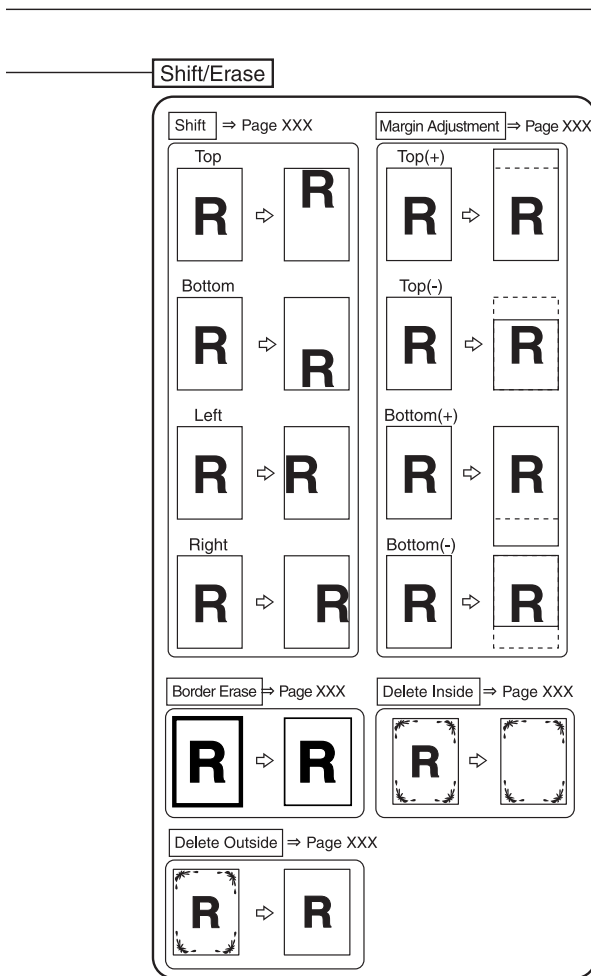 Shift/Erase
Shift ⇒ Page XXX
Top
R ⇨ R
Bottom
R ⇨ R
Left
R ⇨ R
Right
R ⇨ R
Margin Adjustment ⇒ Page XXX
Top(+)
R ⇨ R
Top(-)
R ⇨ R
Bottom(+)
R ⇨ R
Bottom(-)
R ⇨ R
Border Erase ⇒ Page XXX
R ⇨ R
Delete Inside ⇒ Page XXX
R ⇨
Delete Outside ⇒ Page XXX
R ⇨ R